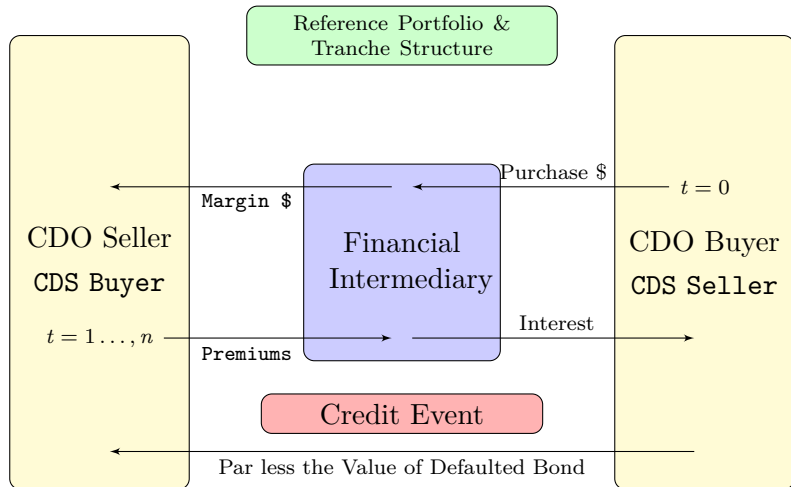 Reference Portfolio &
Tranche Structure
Purchase $
Margin $
t = 0
CDO Seller
CDS Buyer
Financial
Intermediary
CDO Buyer
CDS Seller
t = 1 . . . , n
Premiums
Interest
Credit Event
Par less the Value of Defaulted Bond